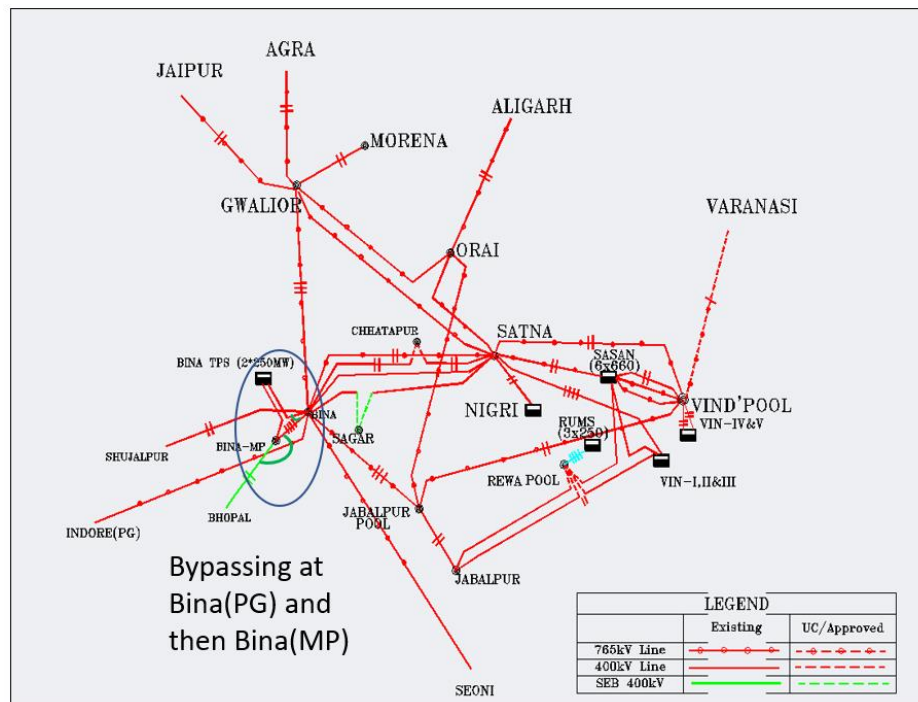 AGRA
JAIPUR
ALIGARH
MORENA
GWALIOR
VARANASI
ORAI
CHHATAPUR
SATNA
BINA TPS (2*250MW)
SASAN
(6x660)
BINA
NIGRI
VIND'POOL
SAGAR
RUMS
(3x250)
VIN-IV&V
SHUJALPUR
BINA-MP
REWA POOL
VIN-I,II&III
BHOPAL
INDORE(PG)
JABALPUR
POOL
JABALPUR
Bypassing at
Bina(PG) and
then Bina(MP)
SEONI
LEGEND
Existing UC/Approved
765kV Line
400kV Line
SEB 400kV